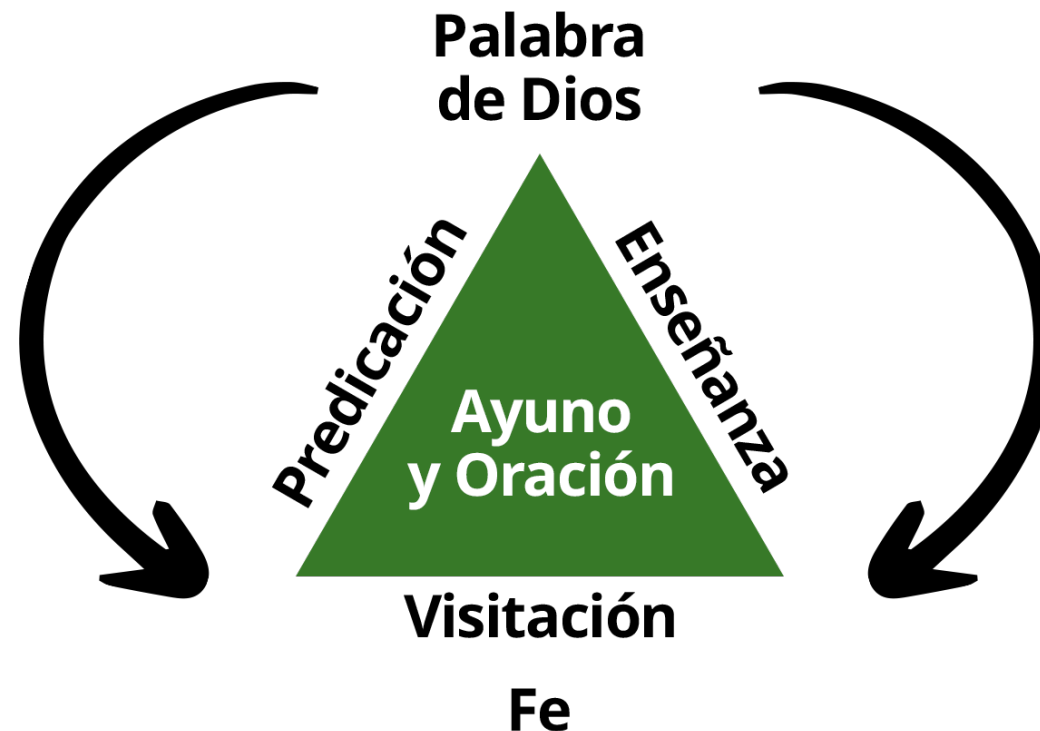 Palabra
de Dios
Predicación
Enseñanza
Ayuno
y Oración
Visitación
Fe